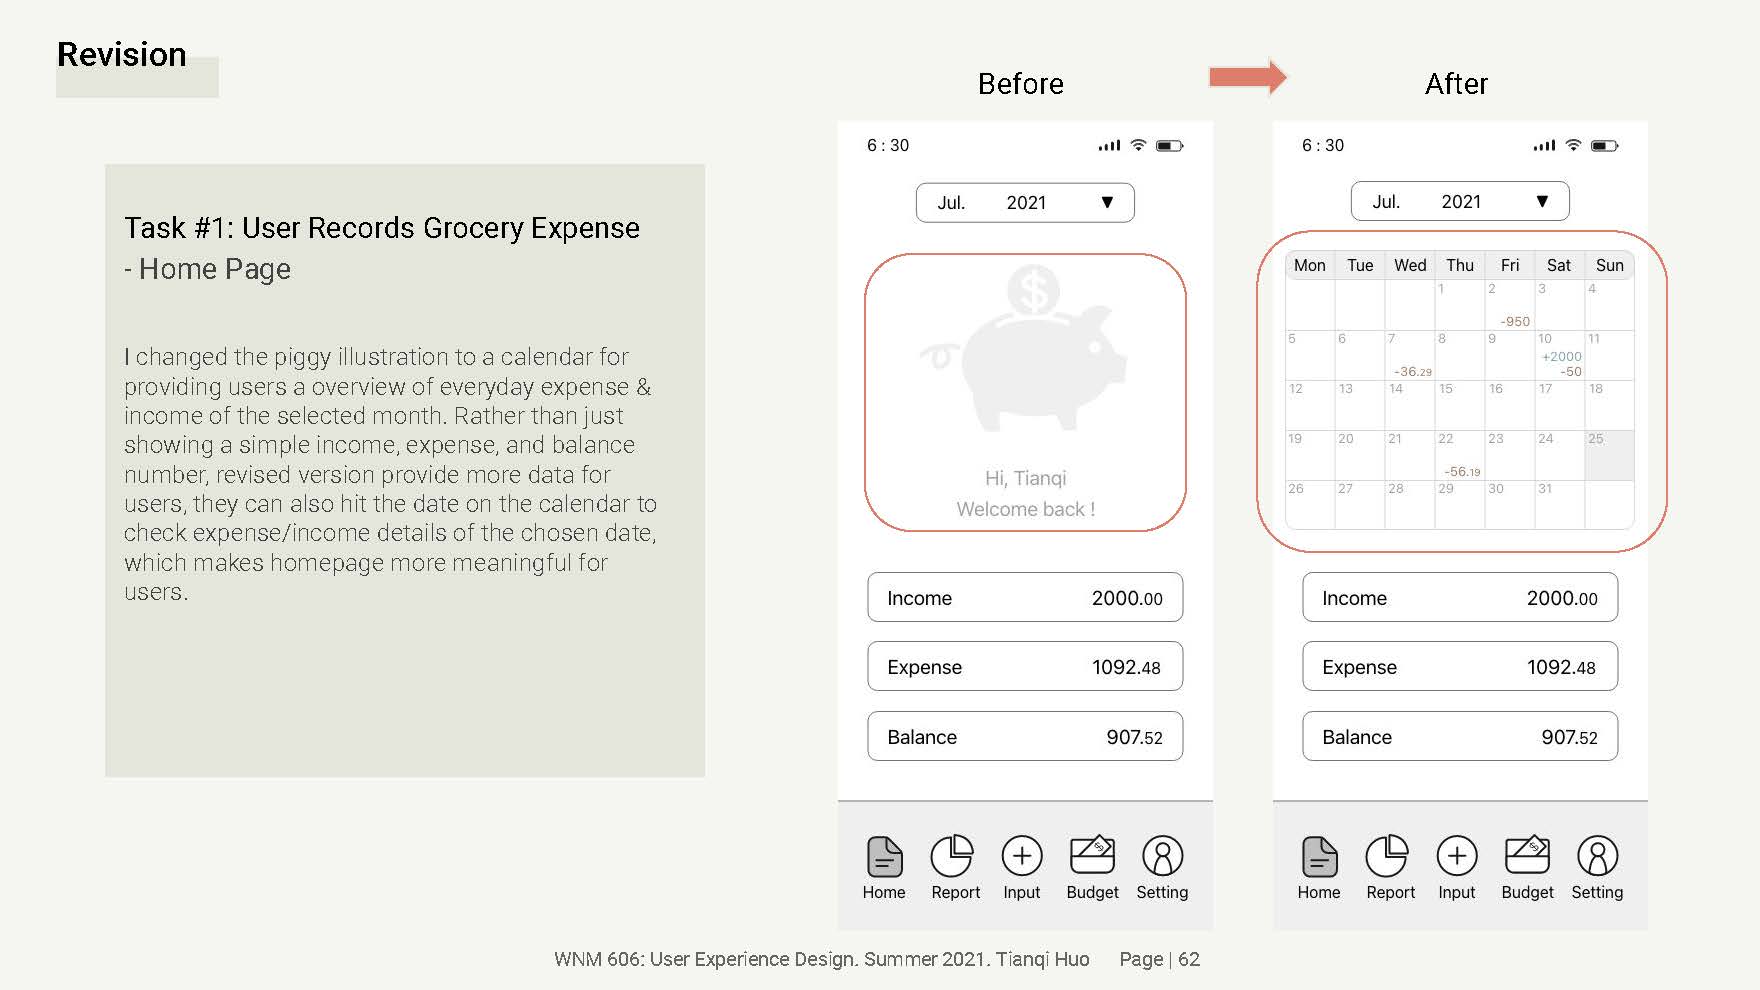 Revision
Task #1: User Records Grocery Expense
- Home Page
I changed the piggy illustration to a calendar for
providing users a overview of everyday expense &
income of the selected month. Rather than just
showing a simple income, expense, and balance
number, revised version provide more data for
users, they can also hit the date on the calendar to
check expense/income details of the chosen date,
which makes homepage more meaningful for
users.
Before
6 : 30
Jul. 2021 ▼
$
Hi, Tianqi
Welcome back !
Income 2000.00
Expense 1092.48
Balance 907.52
Home Report Input Budget Setting
After
6 : 30
Jul. 2021 ▼
Mon Tue Wed Thu Fri Sat Sun
1 2 3 4
-950
5 6 7 8 9 10 11
+2000
-36.29 -50
12 13 14 15 16 17 18
19 20 21 22 23 24 25
-56.19
26 27 28 29 30 31
Income 2000.00
Expense 1092.48
Balance 907.52
Home Report Input Budget Setting
WNM 606: User Experience Design. Summer 2021. Tianqi Huo Page | 62